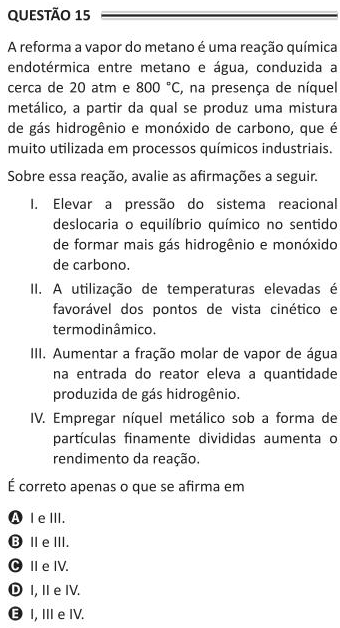 QUESTÃO 15
A reforma a vapor do metano é uma reação química
endotérmica entre metano e água, conduzida a
cerca de 20 atm e 800 °C, na presença de níquel
metálico, a partir da qual se produz uma mistura
de gás hidrogênio e monóxido de carbono, que é
muito utilizada em processos químicos industriais.
Sobre essa reação, avalie as afirmações a seguir.
I. Elevar a pressão do sistema reacional
deslocaria o equilíbrio químico no sentido
de formar mais gás hidrogênio e monóxido
de carbono.
II. A utilização de temperaturas elevadas é
favorável dos pontos de vista cinético e
termodinâmico.
III. Aumentar a fração molar de vapor de água
na entrada do reator eleva a quantidade
produzida de gás hidrogênio.
IV. Empregar níquel metálico sob a forma de
partículas finamente divididas aumenta o
rendimento da reação.
É correto apenas o que se afirma em
A I e III.
B II e III.
C II e IV.
D I, II e IV.
E I, III e IV.